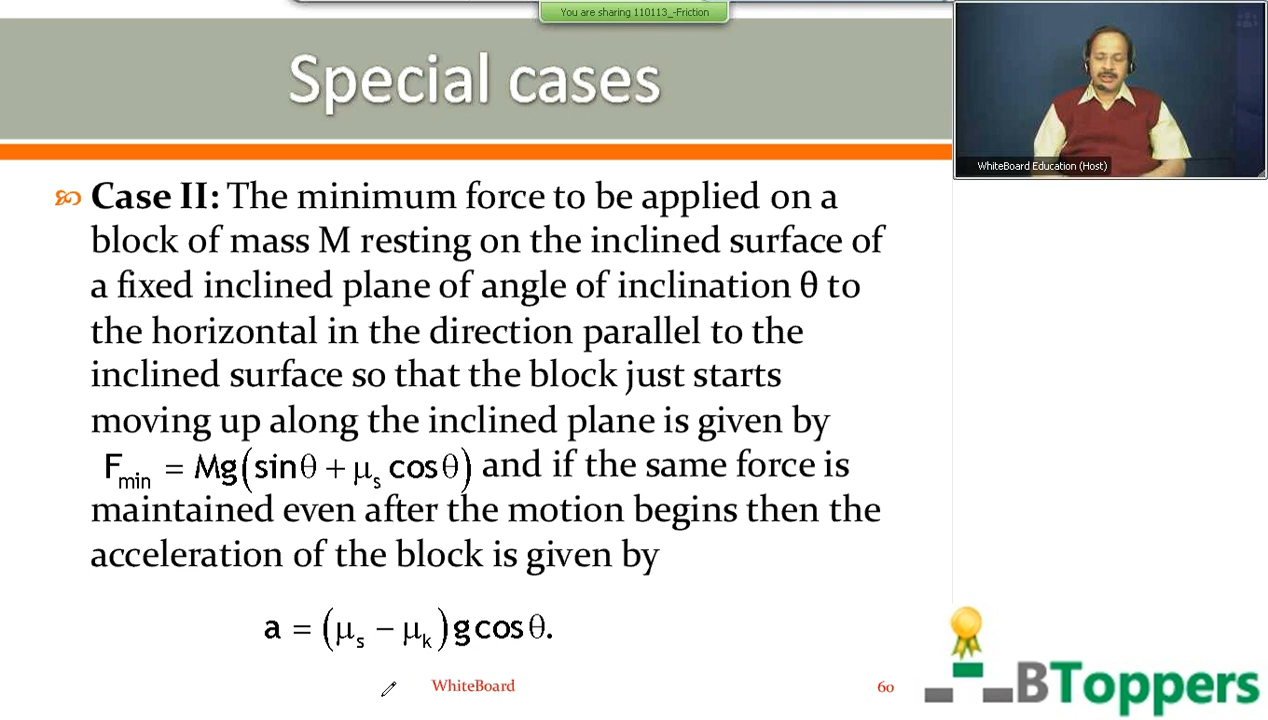 You are sharing 110113_-Friction
Special cases
WhiteBoard Education (Host)
Case II: The minimum force to be applied on a
block of mass M resting on the inclined surface of
a fixed inclined plane of angle of inclination θ to
the horizontal in the direction parallel to the
inclined surface so that the block just starts
moving up along the inclined plane is given by
F_min = Mg(sinθ + μ_s cosθ) and if the same force is
maintained even after the motion begins then the
acceleration of the block is given by
a = (μ_s − μ_k)g cosθ.
WhiteBoard
60
BToppers